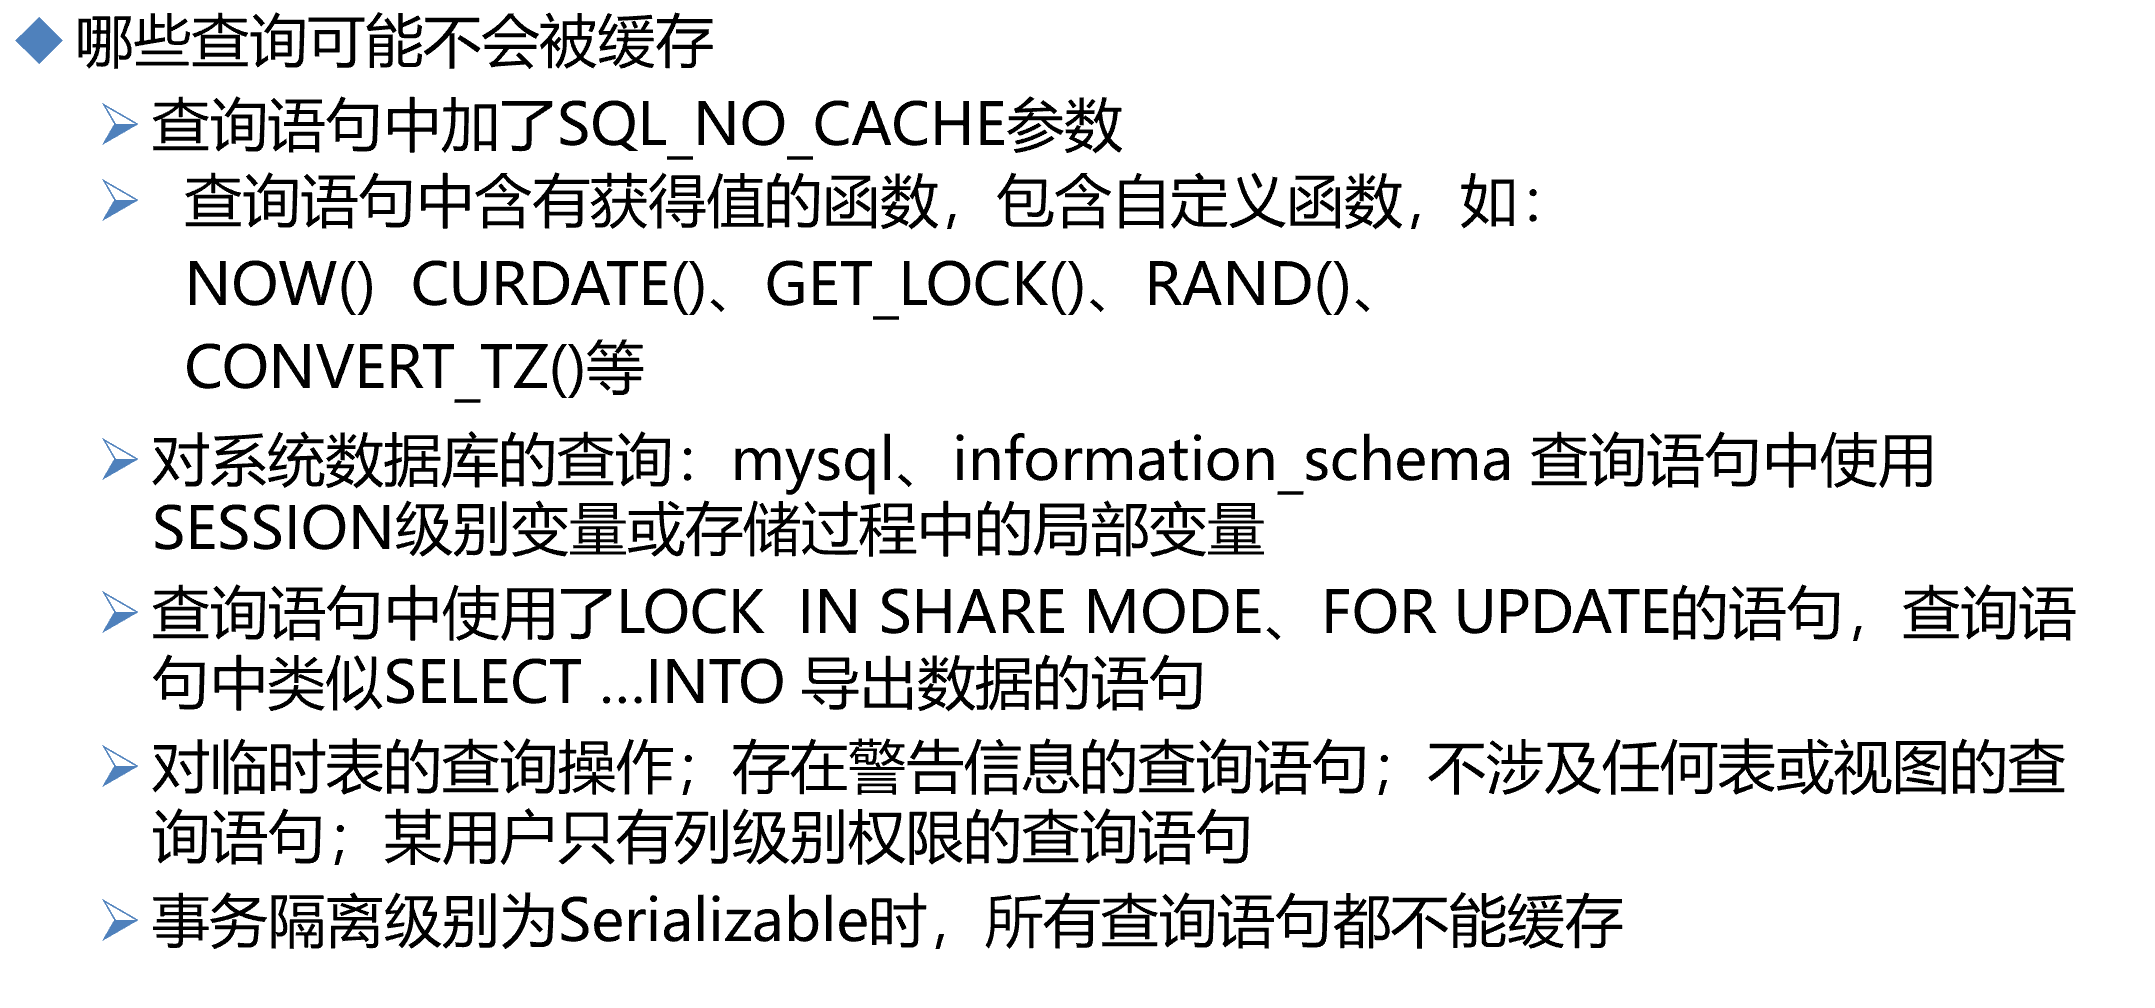 哪些查询可能不会被缓存
查询语句中加了SQL_NO_CACHE参数
查询语句中含有获得值的函数，包含自定义函数，如：
NOW()  CURDATE()、GET_LOCK()、RAND()、
CONVERT_TZ()等
对系统数据库的查询：mysql、information_schema 查询语句中使用
SESSION级别变量或存储过程中的局部变量
查询语句中使用了LOCK  IN SHARE MODE、FOR UPDATE的语句，查询语
句中类似SELECT ...INTO 导出数据的语句
对临时表的查询操作；存在警告信息的查询语句；不涉及任何表或视图的查
询语句；某用户只有列级别权限的查询语句
事务隔离级别为Serializable时，所有查询语句都不能缓存